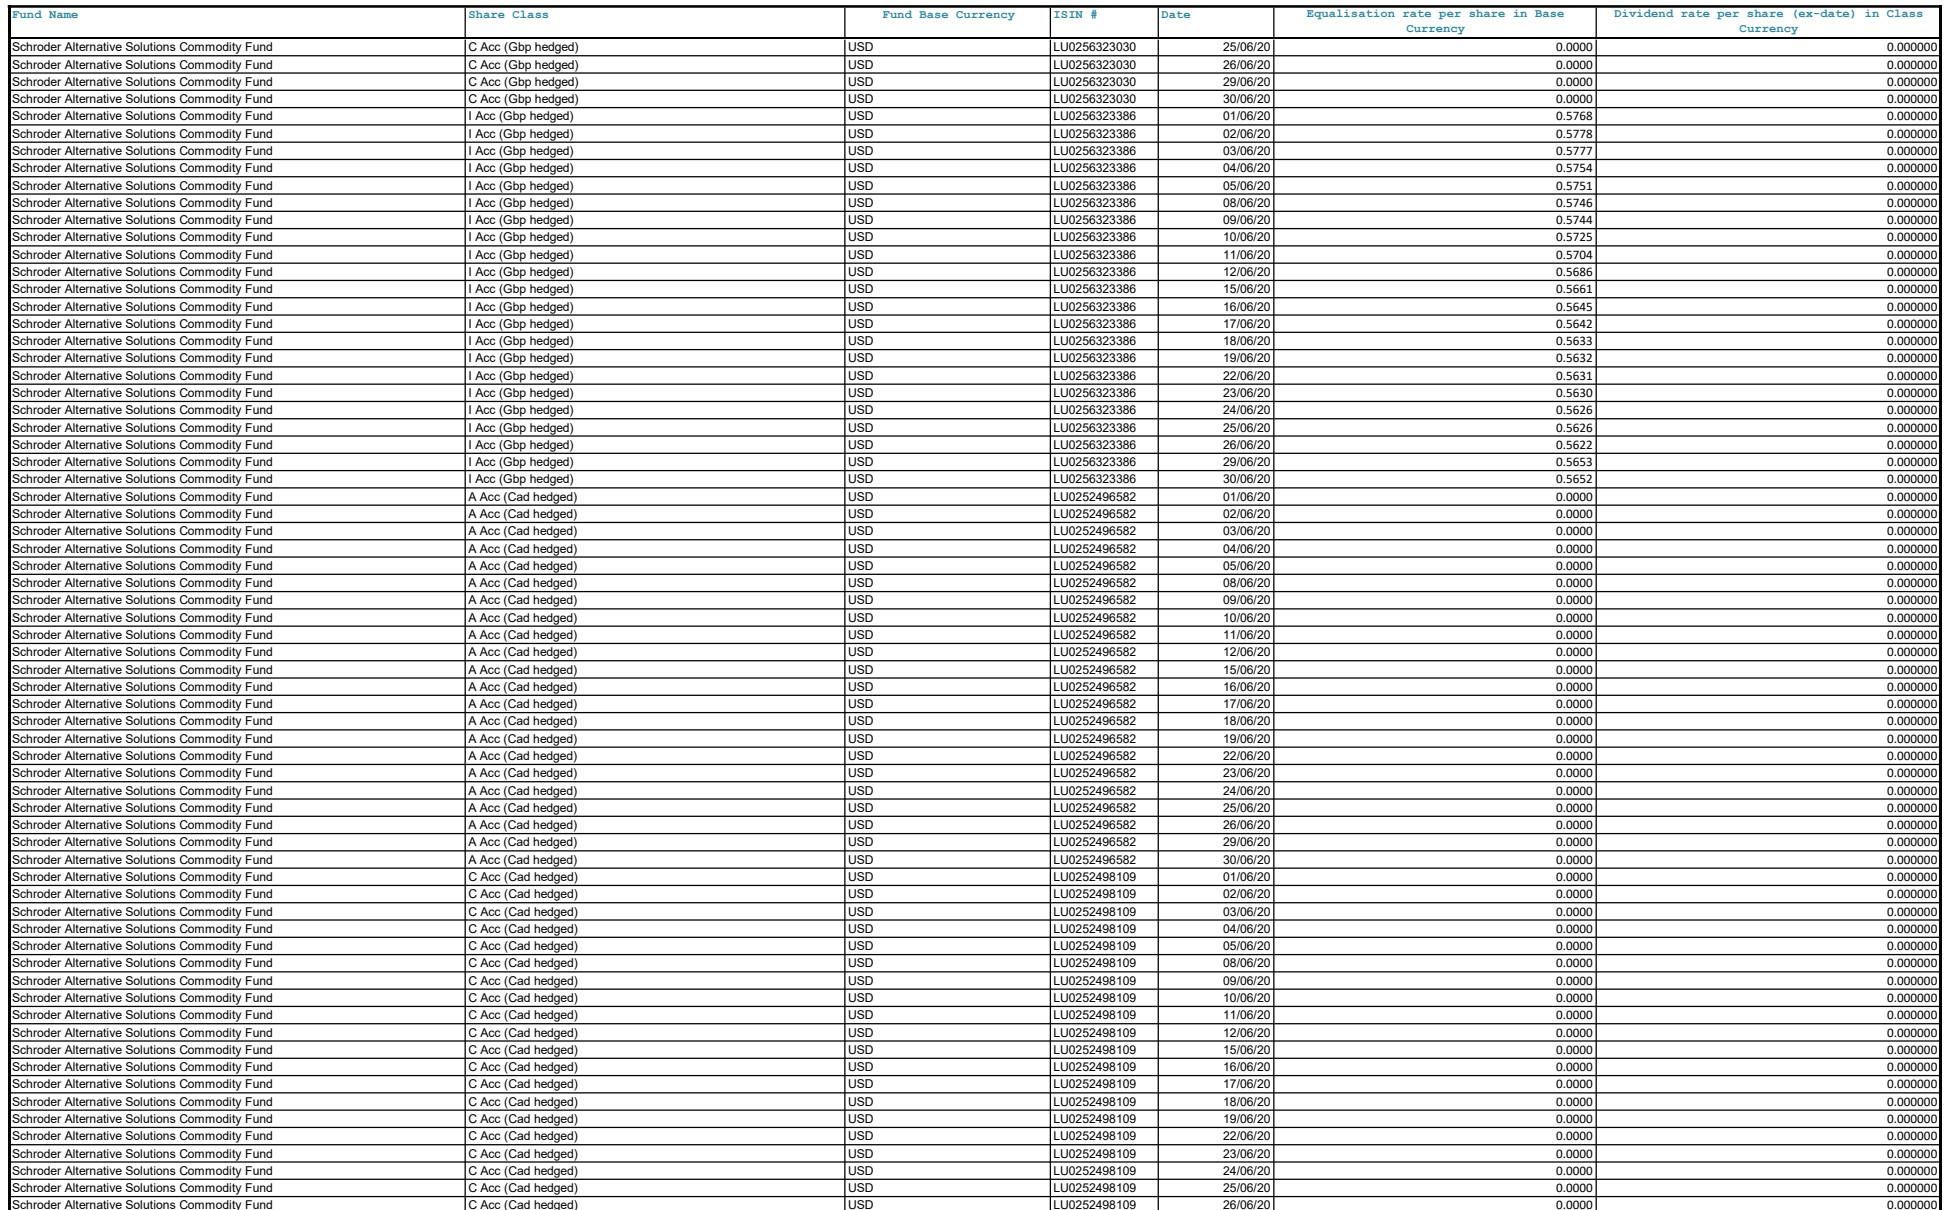 Fund Name Share Class Fund Base Currency ISIN # Date Equalisation rate per share in Base Currency Dividend rate per share (ex-date) in Class Currency
Schroder Alternative Solutions Commodity Fund C Acc (Gbp hedged) USD LU0256323030 25/06/20 0.0000 0.000000
Schroder Alternative Solutions Commodity Fund C Acc (Gbp hedged) USD LU0256323030 26/06/20 0.0000 0.000000
Schroder Alternative Solutions Commodity Fund C Acc (Gbp hedged) USD LU0256323030 29/06/20 0.0000 0.000000
Schroder Alternative Solutions Commodity Fund C Acc (Gbp hedged) USD LU0256323030 30/06/20 0.0000 0.000000
Schroder Alternative Solutions Commodity Fund I Acc (Gbp hedged) USD LU0256323386 01/06/20 0.5768 0.000000
Schroder Alternative Solutions Commodity Fund I Acc (Gbp hedged) USD LU0256323386 02/06/20 0.5778 0.000000
Schroder Alternative Solutions Commodity Fund I Acc (Gbp hedged) USD LU0256323386 03/06/20 0.5777 0.000000
Schroder Alternative Solutions Commodity Fund I Acc (Gbp hedged) USD LU0256323386 04/06/20 0.5754 0.000000
Schroder Alternative Solutions Commodity Fund I Acc (Gbp hedged) USD LU0256323386 05/06/20 0.5751 0.000000
Schroder Alternative Solutions Commodity Fund I Acc (Gbp hedged) USD LU0256323386 08/06/20 0.5746 0.000000
Schroder Alternative Solutions Commodity Fund I Acc (Gbp hedged) USD LU0256323386 09/06/20 0.5744 0.000000
Schroder Alternative Solutions Commodity Fund I Acc (Gbp hedged) USD LU0256323386 10/06/20 0.5725 0.000000
Schroder Alternative Solutions Commodity Fund I Acc (Gbp hedged) USD LU0256323386 11/06/20 0.5704 0.000000
Schroder Alternative Solutions Commodity Fund I Acc (Gbp hedged) USD LU0256323386 12/06/20 0.5686 0.000000
Schroder Alternative Solutions Commodity Fund I Acc (Gbp hedged) USD LU0256323386 15/06/20 0.5661 0.000000
Schroder Alternative Solutions Commodity Fund I Acc (Gbp hedged) USD LU0256323386 16/06/20 0.5645 0.000000
Schroder Alternative Solutions Commodity Fund I Acc (Gbp hedged) USD LU0256323386 17/06/20 0.5642 0.000000
Schroder Alternative Solutions Commodity Fund I Acc (Gbp hedged) USD LU0256323386 18/06/20 0.5633 0.000000
Schroder Alternative Solutions Commodity Fund I Acc (Gbp hedged) USD LU0256323386 19/06/20 0.5632 0.000000
Schroder Alternative Solutions Commodity Fund I Acc (Gbp hedged) USD LU0256323386 22/06/20 0.5631 0.000000
Schroder Alternative Solutions Commodity Fund I Acc (Gbp hedged) USD LU0256323386 23/06/20 0.5630 0.000000
Schroder Alternative Solutions Commodity Fund I Acc (Gbp hedged) USD LU0256323386 24/06/20 0.5626 0.000000
Schroder Alternative Solutions Commodity Fund I Acc (Gbp hedged) USD LU0256323386 25/06/20 0.5626 0.000000
Schroder Alternative Solutions Commodity Fund I Acc (Gbp hedged) USD LU0256323386 26/06/20 0.5622 0.000000
Schroder Alternative Solutions Commodity Fund I Acc (Gbp hedged) USD LU0256323386 29/06/20 0.5653 0.000000
Schroder Alternative Solutions Commodity Fund I Acc (Gbp hedged) USD LU0256323386 30/06/20 0.5652 0.000000
Schroder Alternative Solutions Commodity Fund A Acc (Cad hedged) USD LU0252496582 01/06/20 0.0000 0.000000
Schroder Alternative Solutions Commodity Fund A Acc (Cad hedged) USD LU0252496582 02/06/20 0.0000 0.000000
Schroder Alternative Solutions Commodity Fund A Acc (Cad hedged) USD LU0252496582 03/06/20 0.0000 0.000000
Schroder Alternative Solutions Commodity Fund A Acc (Cad hedged) USD LU0252496582 04/06/20 0.0000 0.000000
Schroder Alternative Solutions Commodity Fund A Acc (Cad hedged) USD LU0252496582 05/06/20 0.0000 0.000000
Schroder Alternative Solutions Commodity Fund A Acc (Cad hedged) USD LU0252496582 08/06/20 0.0000 0.000000
Schroder Alternative Solutions Commodity Fund A Acc (Cad hedged) USD LU0252496582 09/06/20 0.0000 0.000000
Schroder Alternative Solutions Commodity Fund A Acc (Cad hedged) USD LU0252496582 10/06/20 0.0000 0.000000
Schroder Alternative Solutions Commodity Fund A Acc (Cad hedged) USD LU0252496582 11/06/20 0.0000 0.000000
Schroder Alternative Solutions Commodity Fund A Acc (Cad hedged) USD LU0252496582 12/06/20 0.0000 0.000000
Schroder Alternative Solutions Commodity Fund A Acc (Cad hedged) USD LU0252496582 15/06/20 0.0000 0.000000
Schroder Alternative Solutions Commodity Fund A Acc (Cad hedged) USD LU0252496582 16/06/20 0.0000 0.000000
Schroder Alternative Solutions Commodity Fund A Acc (Cad hedged) USD LU0252496582 17/06/20 0.0000 0.000000
Schroder Alternative Solutions Commodity Fund A Acc (Cad hedged) USD LU0252496582 18/06/20 0.0000 0.000000
Schroder Alternative Solutions Commodity Fund A Acc (Cad hedged) USD LU0252496582 19/06/20 0.0000 0.000000
Schroder Alternative Solutions Commodity Fund A Acc (Cad hedged) USD LU0252496582 22/06/20 0.0000 0.000000
Schroder Alternative Solutions Commodity Fund A Acc (Cad hedged) USD LU0252496582 23/06/20 0.0000 0.000000
Schroder Alternative Solutions Commodity Fund A Acc (Cad hedged) USD LU0252496582 24/06/20 0.0000 0.000000
Schroder Alternative Solutions Commodity Fund A Acc (Cad hedged) USD LU0252496582 25/06/20 0.0000 0.000000
Schroder Alternative Solutions Commodity Fund A Acc (Cad hedged) USD LU0252496582 26/06/20 0.0000 0.000000
Schroder Alternative Solutions Commodity Fund A Acc (Cad hedged) USD LU0252496582 29/06/20 0.0000 0.000000
Schroder Alternative Solutions Commodity Fund A Acc (Cad hedged) USD LU0252496582 30/06/20 0.0000 0.000000
Schroder Alternative Solutions Commodity Fund C Acc (Cad hedged) USD LU0252498109 01/06/20 0.0000 0.000000
Schroder Alternative Solutions Commodity Fund C Acc (Cad hedged) USD LU0252498109 02/06/20 0.0000 0.000000
Schroder Alternative Solutions Commodity Fund C Acc (Cad hedged) USD LU0252498109 03/06/20 0.0000 0.000000
Schroder Alternative Solutions Commodity Fund C Acc (Cad hedged) USD LU0252498109 04/06/20 0.0000 0.000000
Schroder Alternative Solutions Commodity Fund C Acc (Cad hedged) USD LU0252498109 05/06/20 0.0000 0.000000
Schroder Alternative Solutions Commodity Fund C Acc (Cad hedged) USD LU0252498109 08/06/20 0.0000 0.000000
Schroder Alternative Solutions Commodity Fund C Acc (Cad hedged) USD LU0252498109 09/06/20 0.0000 0.000000
Schroder Alternative Solutions Commodity Fund C Acc (Cad hedged) USD LU0252498109 10/06/20 0.0000 0.000000
Schroder Alternative Solutions Commodity Fund C Acc (Cad hedged) USD LU0252498109 11/06/20 0.0000 0.000000
Schroder Alternative Solutions Commodity Fund C Acc (Cad hedged) USD LU0252498109 12/06/20 0.0000 0.000000
Schroder Alternative Solutions Commodity Fund C Acc (Cad hedged) USD LU0252498109 15/06/20 0.0000 0.000000
Schroder Alternative Solutions Commodity Fund C Acc (Cad hedged) USD LU0252498109 16/06/20 0.0000 0.000000
Schroder Alternative Solutions Commodity Fund C Acc (Cad hedged) USD LU0252498109 17/06/20 0.0000 0.000000
Schroder Alternative Solutions Commodity Fund C Acc (Cad hedged) USD LU0252498109 18/06/20 0.0000 0.000000
Schroder Alternative Solutions Commodity Fund C Acc (Cad hedged) USD LU0252498109 19/06/20 0.0000 0.000000
Schroder Alternative Solutions Commodity Fund C Acc (Cad hedged) USD LU0252498109 22/06/20 0.0000 0.000000
Schroder Alternative Solutions Commodity Fund C Acc (Cad hedged) USD LU0252498109 23/06/20 0.0000 0.000000
Schroder Alternative Solutions Commodity Fund C Acc (Cad hedged) USD LU0252498109 24/06/20 0.0000 0.000000
Schroder Alternative Solutions Commodity Fund C Acc (Cad hedged) USD LU0252498109 25/06/20 0.0000 0.000000
Schroder Alternative Solutions Commodity Fund C Acc (Cad hedged) USD LU0252498109 26/06/20 0.0000 0.000000